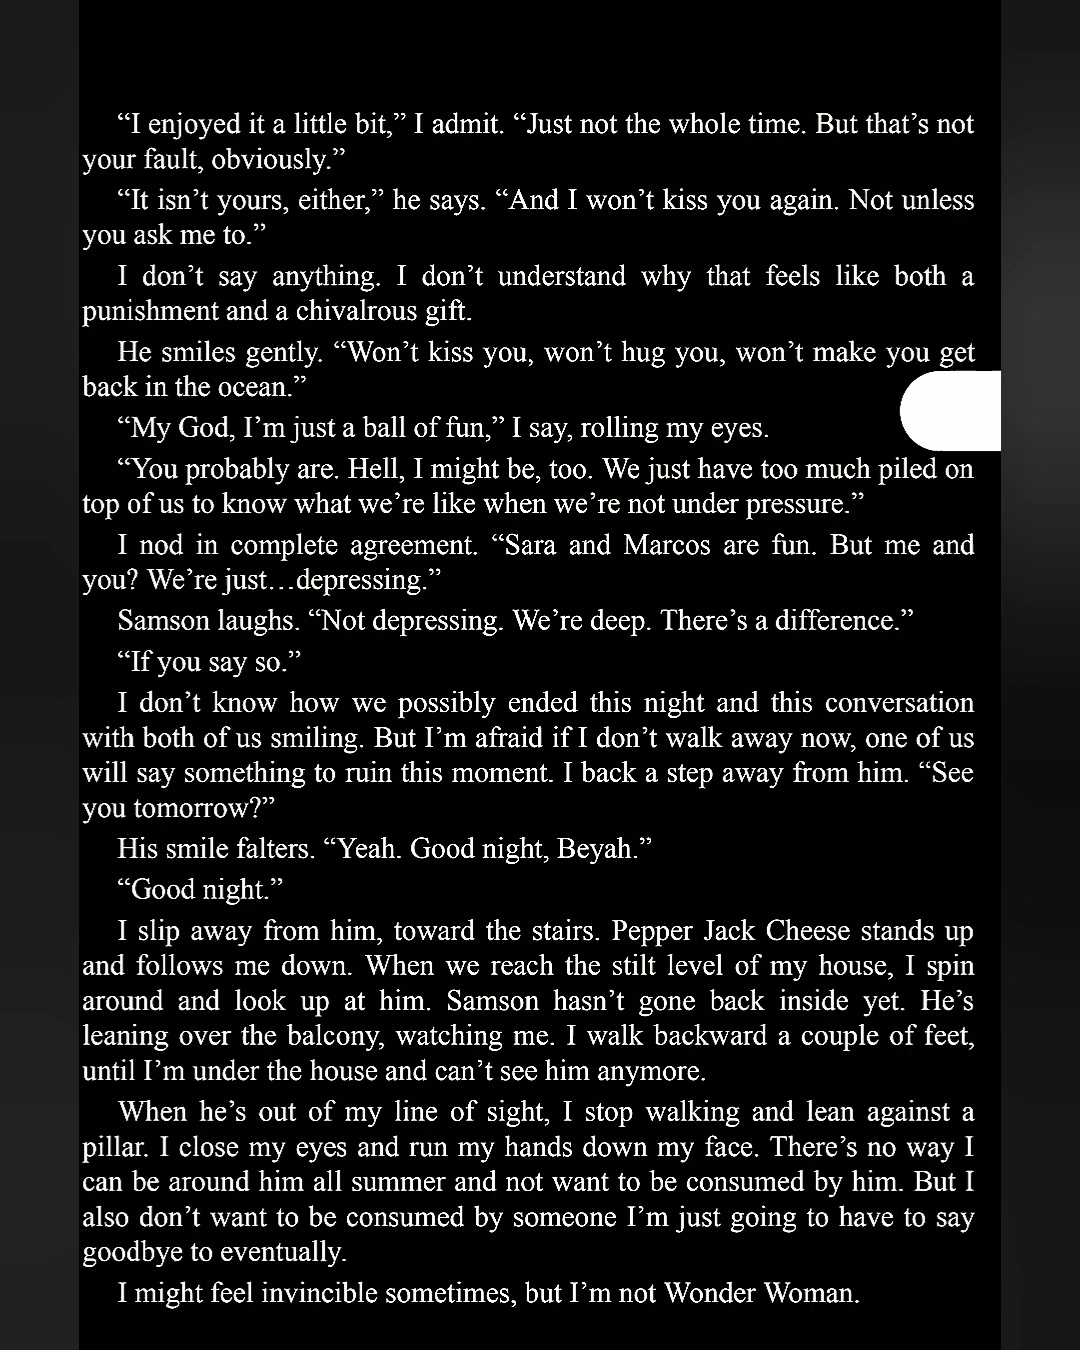 “I enjoyed it a little bit,” I admit. “Just not the whole time. But that’s not
your fault, obviously.”
“It isn’t yours, either,” he says. “And I won’t kiss you again. Not unless
you ask me to.”
I don’t say anything. I don’t understand why that feels like both a
punishment and a chivalrous gift.
He smiles gently. “Won’t kiss you, won’t hug you, won’t make you get
back in the ocean.”
“My God, I’m just a ball of fun,” I say, rolling my eyes.
“You probably are. Hell, I might be, too. We just have too much piled on
top of us to know what we’re like when we’re not under pressure.”
I nod in complete agreement. “Sara and Marcos are fun. But me and
you? We’re just…depressing.”
Samson laughs. “Not depressing. We’re deep. There’s a difference.”
“If you say so.”
I don’t know how we possibly ended this night and this conversation
with both of us smiling. But I’m afraid if I don’t walk away now, one of us
will say something to ruin this moment. I back a step away from him. “See
you tomorrow?”
His smile falters. “Yeah. Good night, Beyah.”
“Good night.”
I slip away from him, toward the stairs. Pepper Jack Cheese stands up
and follows me down. When we reach the stilt level of my house, I spin
around and look up at him. Samson hasn’t gone back inside yet. He’s
leaning over the balcony, watching me. I walk backward a couple of feet,
until I’m under the house and can’t see him anymore.
When he’s out of my line of sight, I stop walking and lean against a
pillar. I close my eyes and run my hands down my face. There’s no way I
can be around him all summer and not want to be consumed by him. But I
also don’t want to be consumed by someone I’m just going to have to say
goodbye to eventually.
I might feel invincible sometimes, but I’m not Wonder Woman.